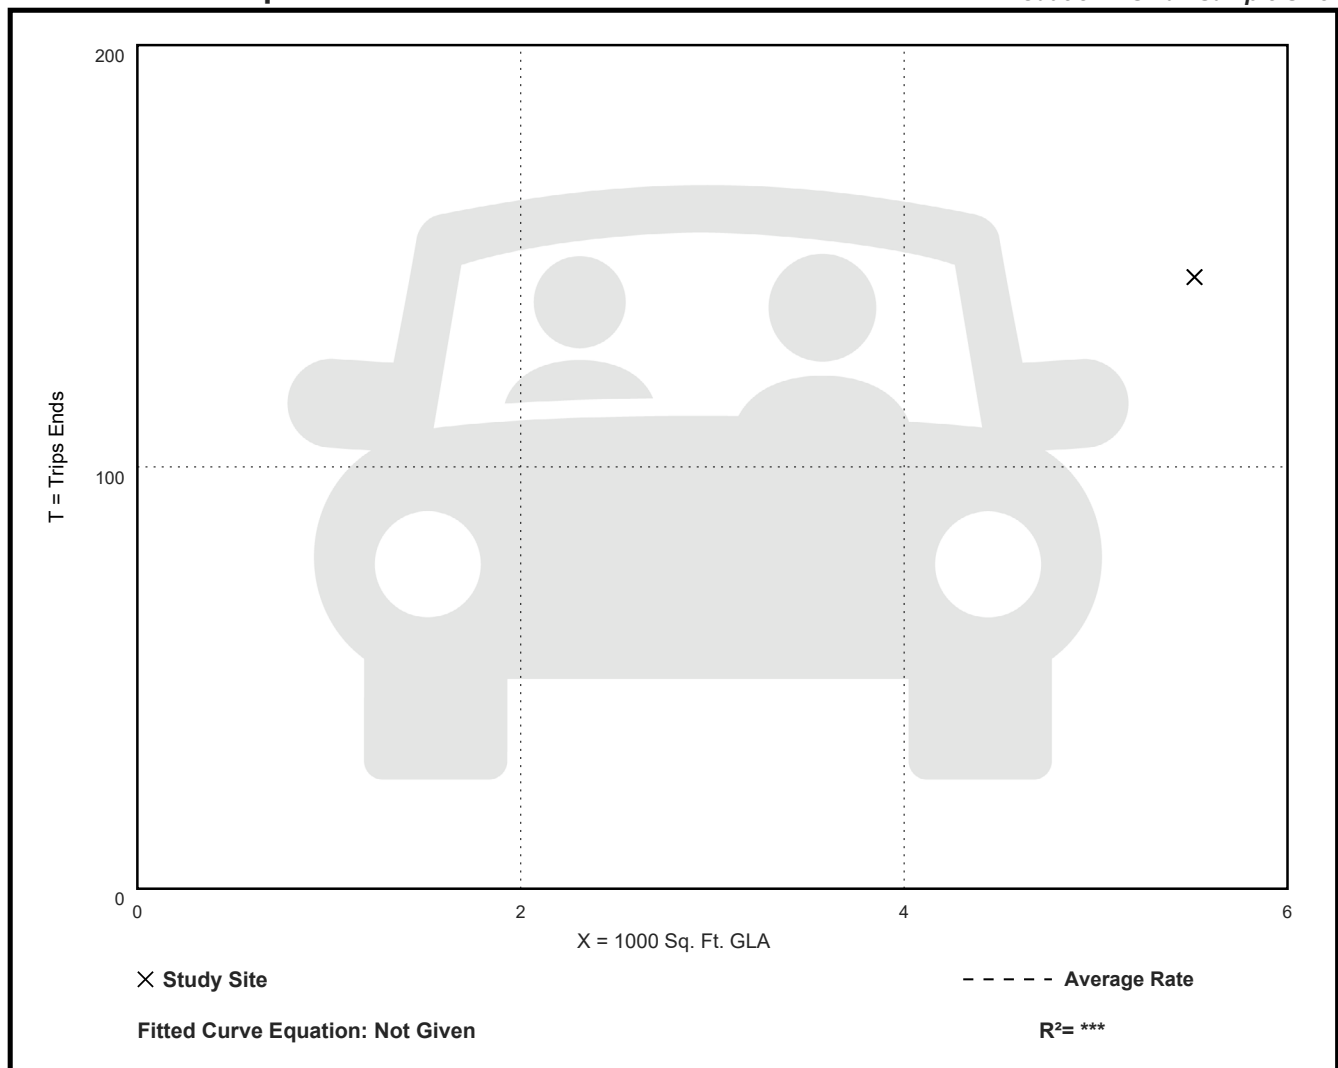 200
T = Trips Ends
100
0
0 2 4 6
X = 1000 Sq. Ft. GLA
Study Site
Average Rate
Fitted Curve Equation: Not Given
R²= ***